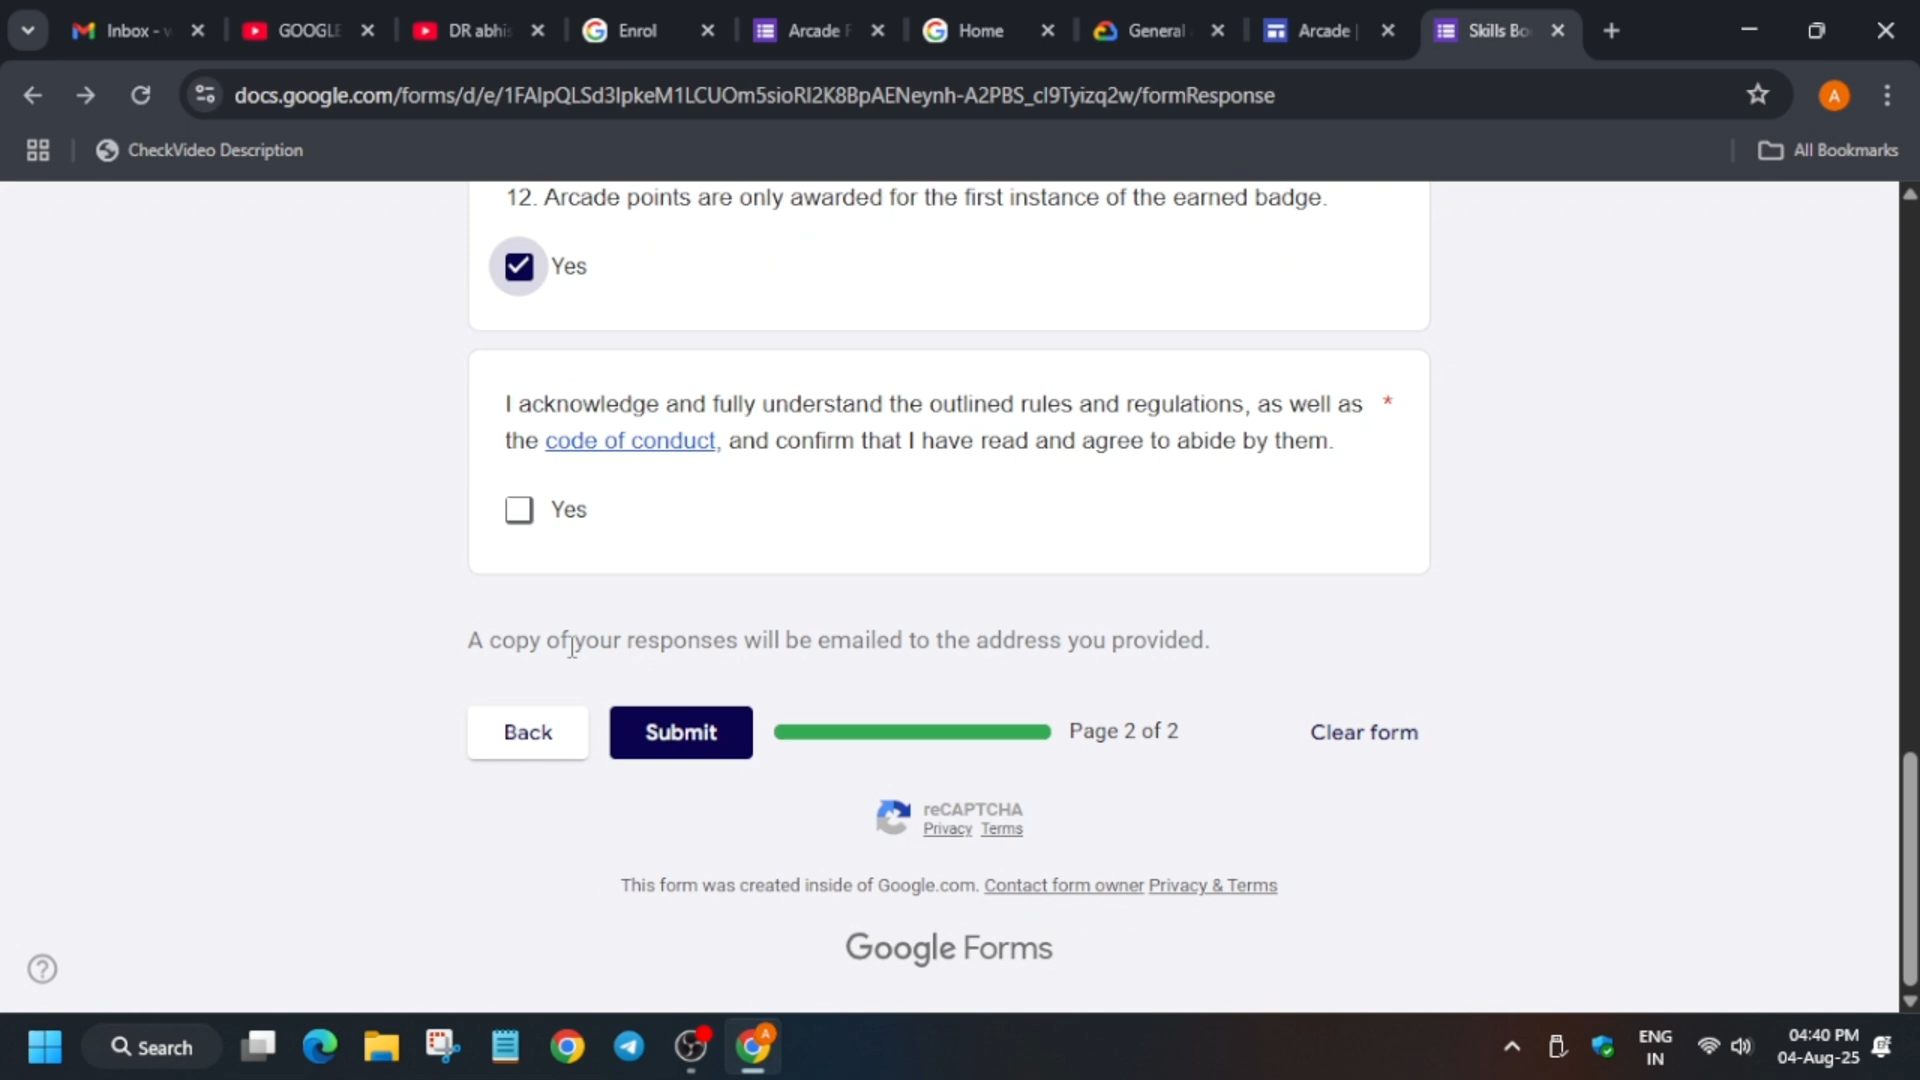 Inbox -
GOOGLE
DR abhis
Enrol
Arcade F
Home
General
Arcade |
Skills Bo
docs.google.com/forms/d/e/1FAIpQLSd3IpkeM1LCUOm5sioRI2K8BpAENeynh-A2PBS_cI9Tyizq2w/formResponse
A
CheckVideo Description
All Bookmarks
12. Arcade points are only awarded for the first instance of the earned badge.
Yes
I acknowledge and fully understand the outlined rules and regulations, as well as *
the code of conduct, and confirm that I have read and agree to abide by them.
Yes
A copy of your responses will be emailed to the address you provided.
Back
Submit
Page 2 of 2
Clear form
reCAPTCHA
Privacy Terms
This form was created inside of Google.com. Contact form owner Privacy & Terms
Google Forms
Search
A
ENG
IN
04:40 PM
04-Aug-25